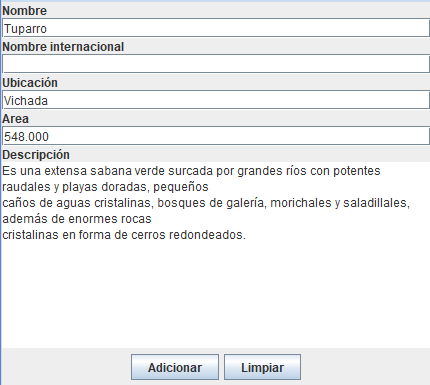 Nombre
Tuparro
Nombre internacional
Ubicación
Vichada
Area
548.000
Descripción
Es una extensa sabana verde surcada por grandes ríos con potentes
raudales y playas doradas, pequeños
caños de aguas cristalinas, bosques de galería, morichales y saladillales,
además de enormes rocas
cristalinas en forma de cerros redondeados.
Adicionar Limpiar